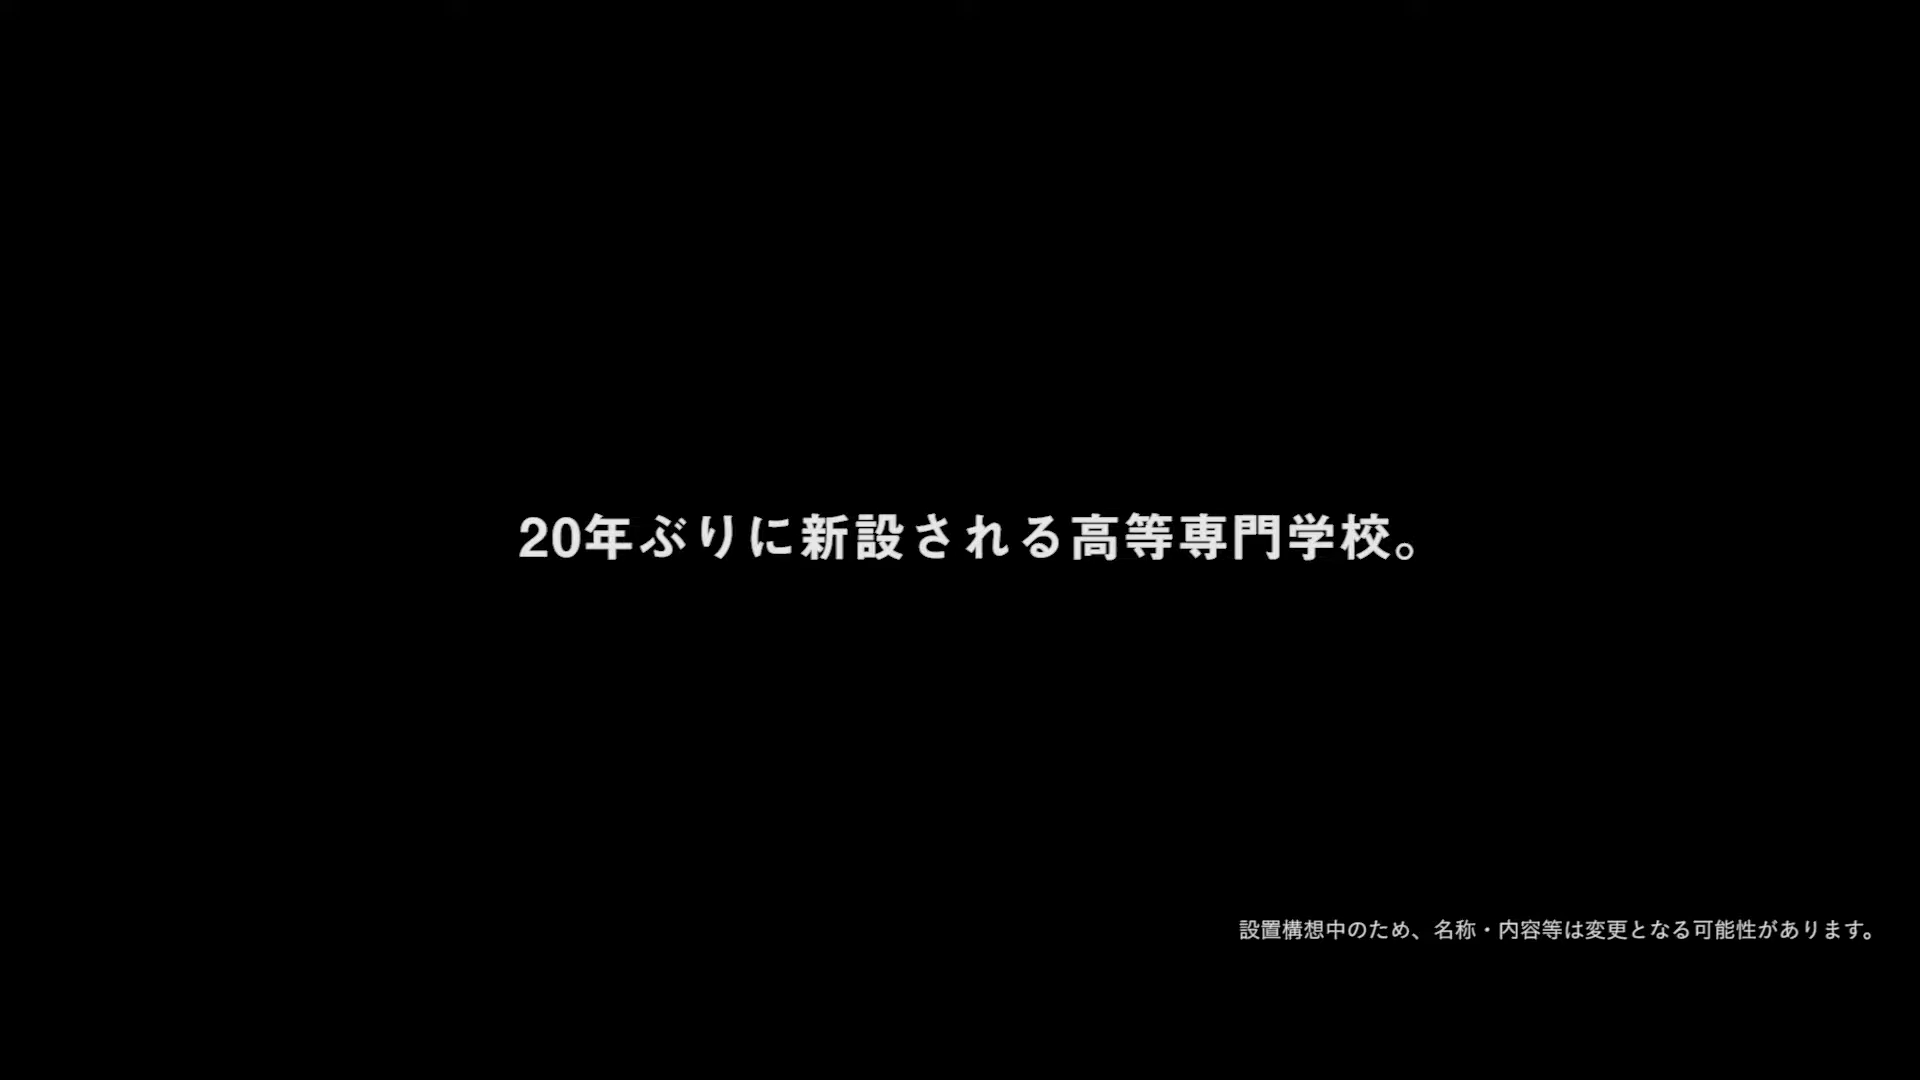 20年ぶりに新設される高等専門学校。
設置構想中のため、名称・内容等は変更となる可能性があります。